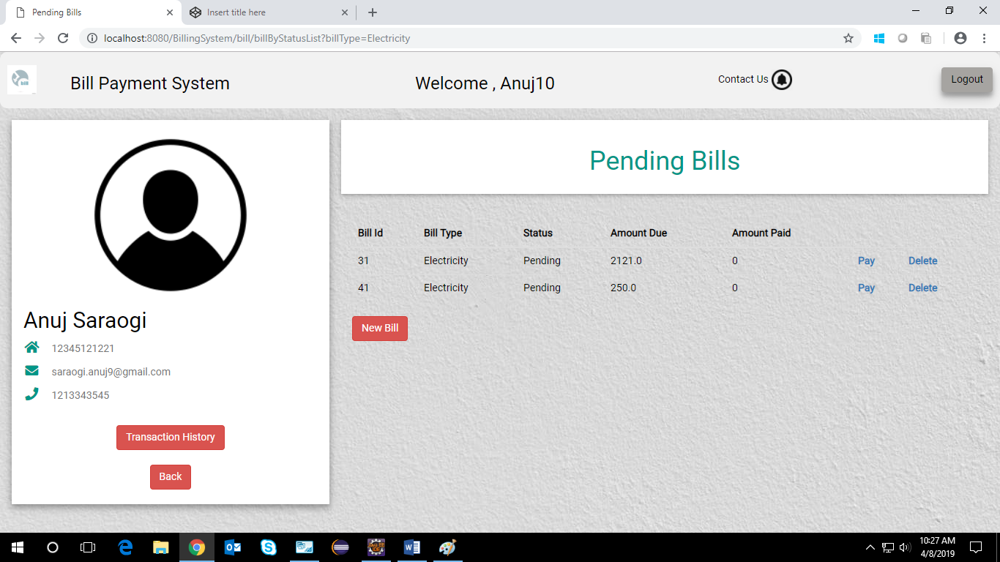 Pending Bills
Insert title here
localhost:8080/BillingSystem/bill/billByStatusList?billType=Electricity
bill
Bill Payment System
Welcome , Anuj10
Contact Us
Logout
Anuj Saraogi
12345121221
saraogi.anuj9@gmail.com
1213343545
Transaction History
Back
Pending Bills
Bill Id Bill Type Status Amount Due Amount Paid
31 Electricity Pending 2121.0 0 Pay Delete
41 Electricity Pending 250.0 0 Pay Delete
New Bill
10:27 AM
4/8/2019